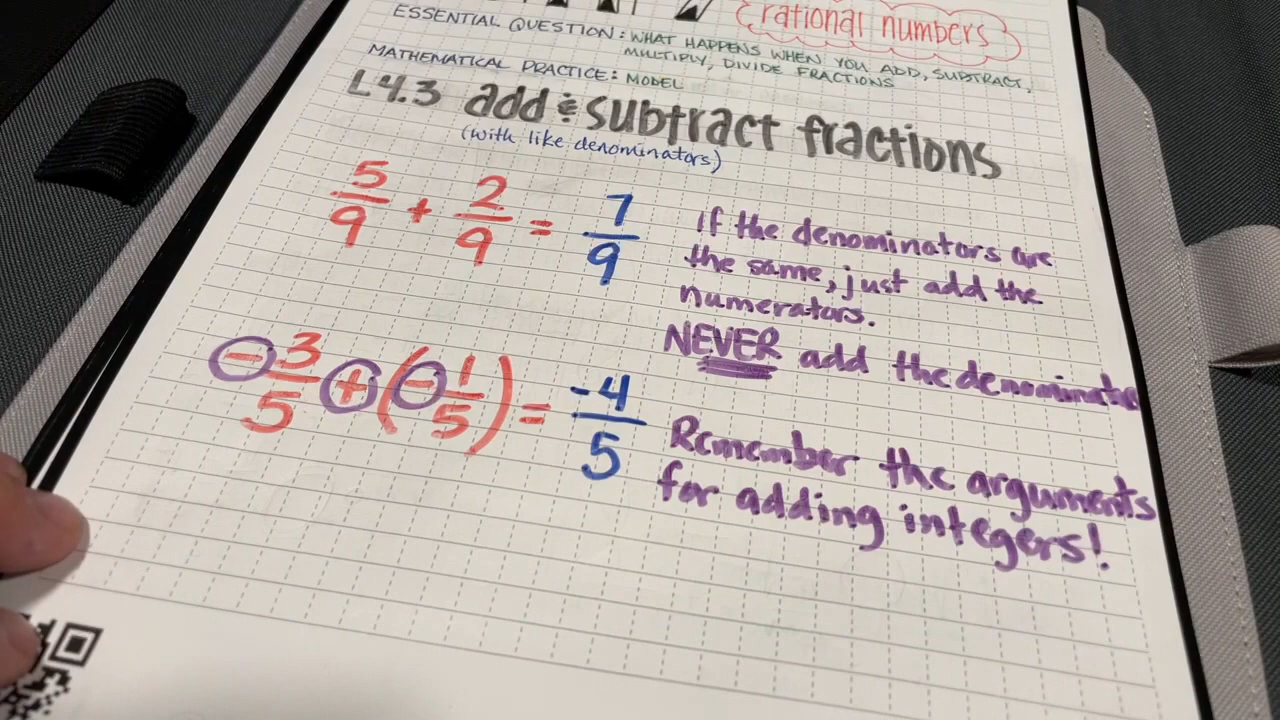 rational numbers
ESSENTIAL QUESTION: WHAT HAPPENS WHEN YOU ADD, SUBTRACT,
MULTIPLY, DIVIDE FRACTIONS
MATHEMATICAL PRACTICE: MODEL
L4.3 add & subtract fractions
(with like denominators)
5/9 + 2/9 = 7/9
If the denominators are
the same, just add the
numerators.
NEVER add the denominato
-3/5 + (-1/5) = -4/5
Remember the arguments
for adding integers!